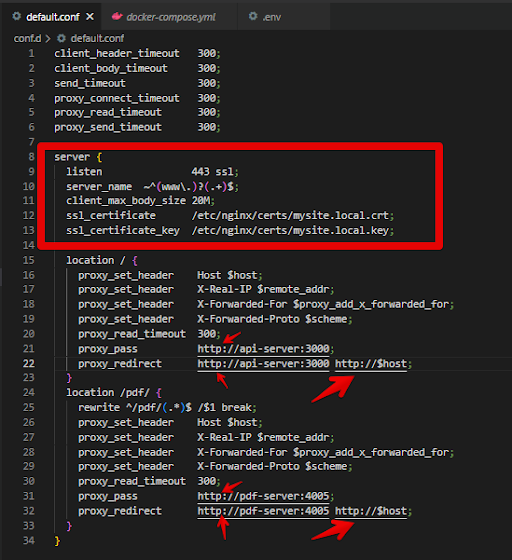 default.conf docker-compose.yml .env
conf.d > default.conf
1 client_header_timeout 300;
2 client_body_timeout 300;
3 send_timeout 300;
4 proxy_connect_timeout 300;
5 proxy_read_timeout 300;
6 proxy_send_timeout 300;
7
8 server {
9 listen 443 ssl;
10 server_name ~^(www\.)?(.+)$;
11 client_max_body_size 20M;
12 ssl_certificate /etc/nginx/certs/mysite.local.crt;
13 ssl_certificate_key /etc/nginx/certs/mysite.local.key;
14
15 location / {
16 proxy_set_header Host $host;
17 proxy_set_header X-Real-IP $remote_addr;
18 proxy_set_header X-Forwarded-For $proxy_add_x_forwarded_for;
19 proxy_set_header X-Forwarded-Proto $scheme;
20 proxy_read_timeout 300;
21 proxy_pass http://api-server:3000;
22 proxy_redirect http://api-server:3000 http://$host;
23 }
24 location /pdf/ {
25 rewrite ^/pdf/(.*)$ /$1 break;
26 proxy_set_header Host $host;
27 proxy_set_header X-Real-IP $remote_addr;
28 proxy_set_header X-Forwarded-For $proxy_add_x_forwarded_for;
29 proxy_set_header X-Forwarded-Proto $scheme;
30 proxy_read_timeout 300;
31 proxy_pass http://pdf-server:4005;
32 proxy_redirect http://pdf-server:4005 http://$host;
33 }
34 }